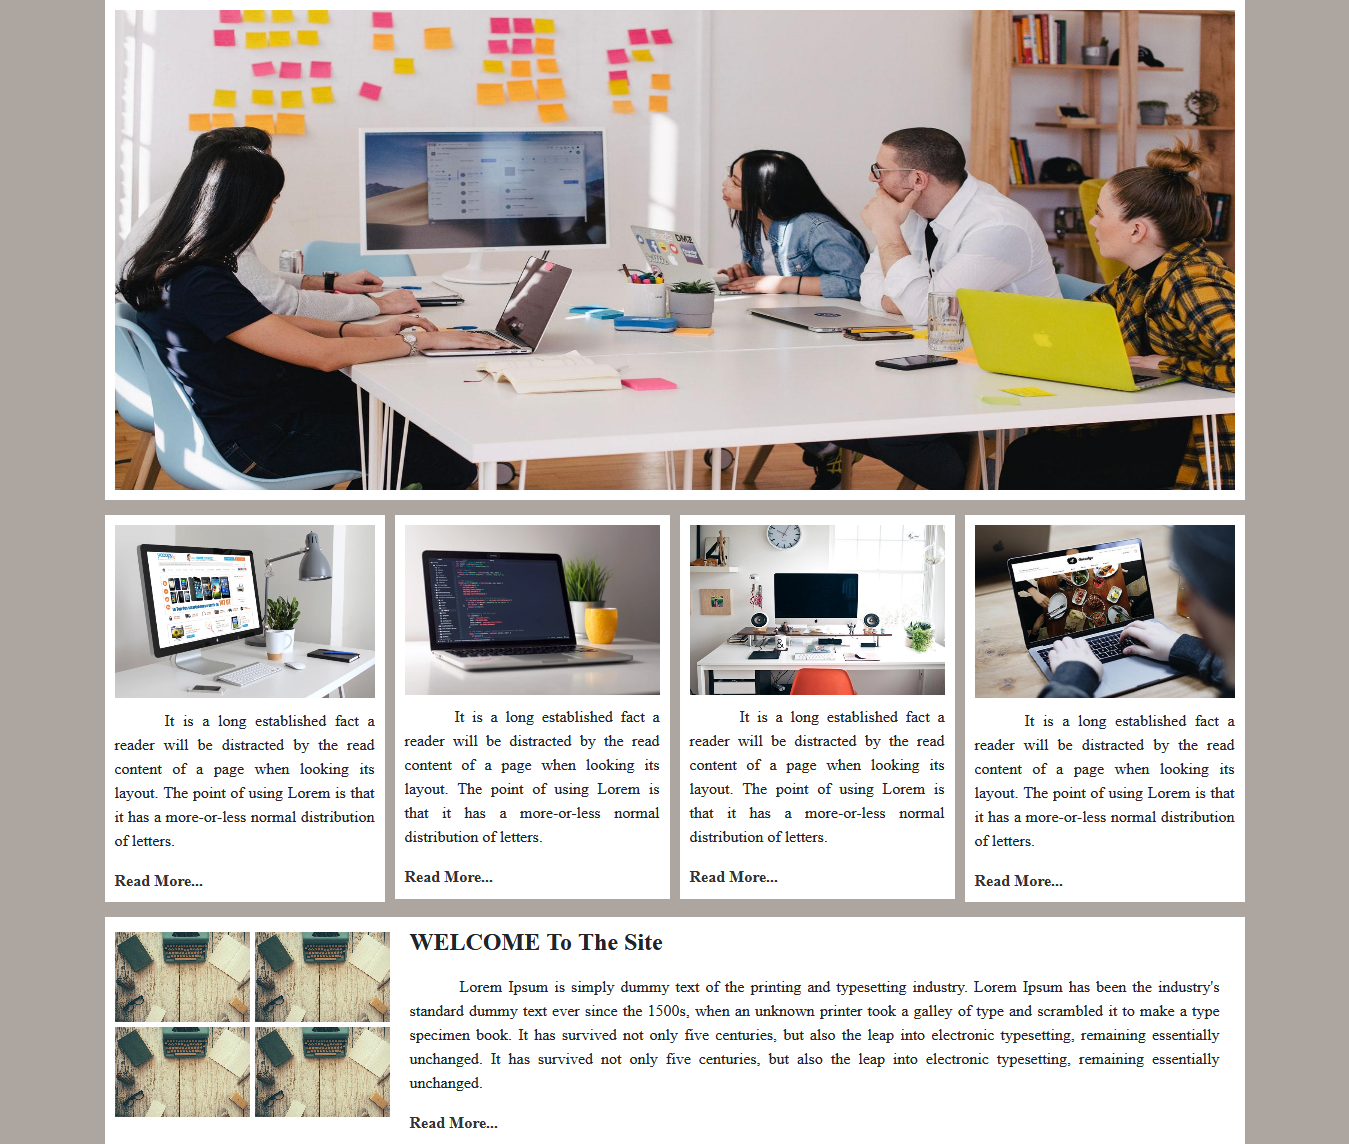 It is a long established fact a
reader will be distracted by the read
content of a page when looking its
layout. The point of using Lorem is that
it has a more-or-less normal distribution
of letters.
Read More...
It is a long established fact a
reader will be distracted by the read
content of a page when looking its
layout. The point of using Lorem is
that it has a more-or-less normal
distribution of letters.
Read More...
It is a long established fact a
reader will be distracted by the read
content of a page when looking its
layout. The point of using Lorem is
that it has a more-or-less normal
distribution of letters.
Read More...
It is a long established fact a
reader will be distracted by the read
content of a page when looking its
layout. The point of using Lorem is that
it has a more-or-less normal distribution
of letters.
Read More...
WELCOME To The Site
Lorem Ipsum is simply dummy text of the printing and typesetting industry. Lorem Ipsum has been the industry's
standard dummy text ever since the 1500s, when an unknown printer took a galley of type and scrambled it to make a type
specimen book. It has survived not only five centuries, but also the leap into electronic typesetting, remaining essentially
unchanged. It has survived not only five centuries, but also the leap into electronic typesetting, remaining essentially
unchanged.
Read More...